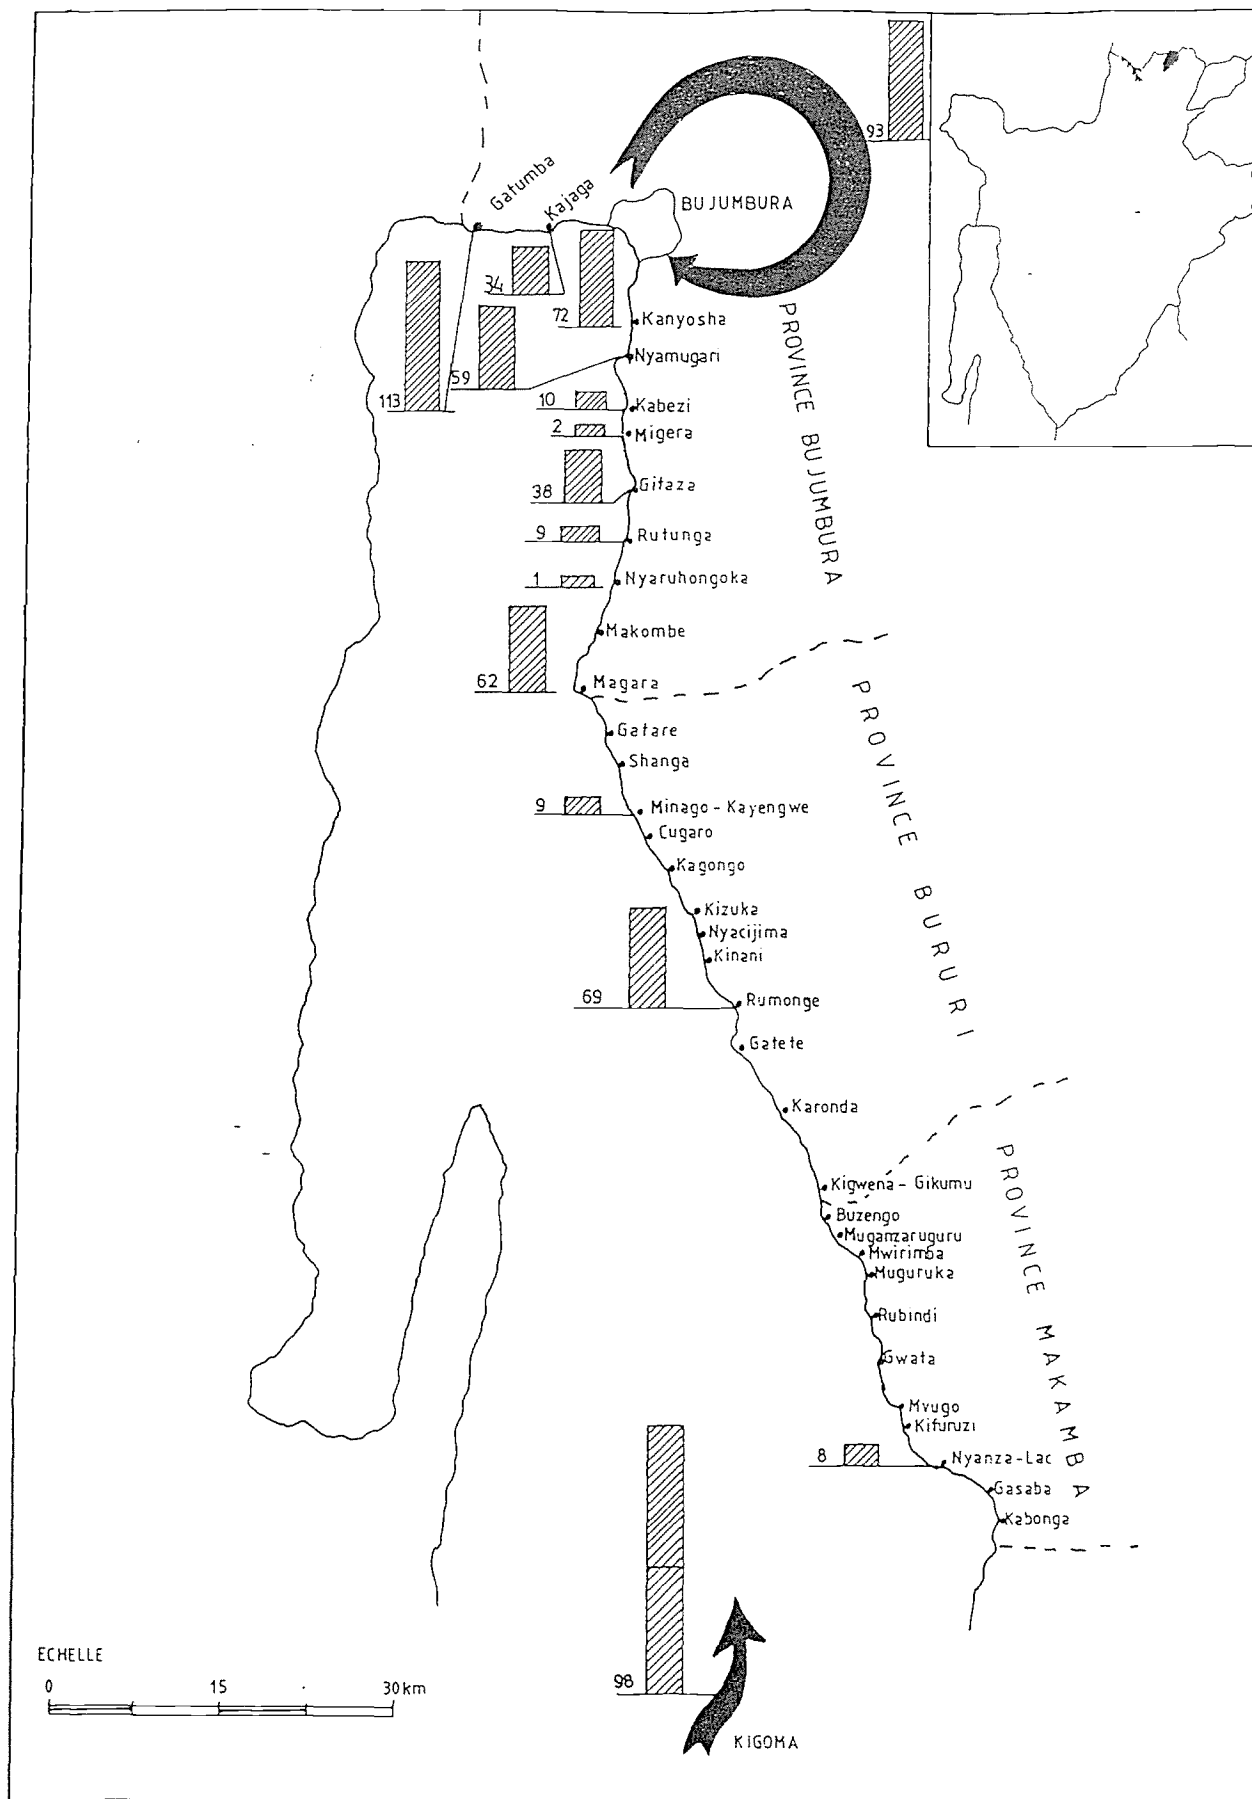 93
Gatumba
Kajaga
BUJUMBURA
34
72
Kanyosha
Nyamugari
59
113
10
Kabezi
2
Migera
38
Gitaza
9
Rutunga
1
Nyaruhongoka
Makombe
62
Magara
PROVINCE BUJUMBURA
Gatare
Shanga
9
Minago - Kayengwe
Cugaro
Kagongo
Kizuka
Nyacijima
Kinani
69
Rumonge
Gatete
PROVINCE BURURI
Karonda
Kigwena - Gikumu
Buzengo
Muganzaruguru
Mwirimba
Muguruka
Rubindi
Gwata
Mvugo
Kifuruzi
8
Nyanza-Lac
Gasaba
Kabonga
PROVINCE MAKAMBA
98
KIGOMA
ECHELLE
0 15 30km